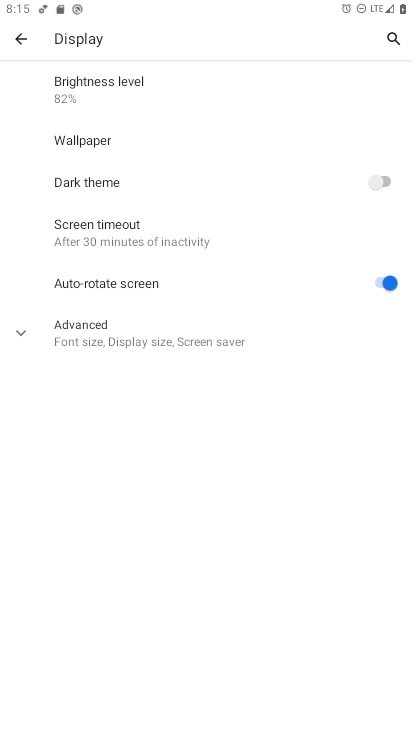 8:15
LTE
Display
Brightness level
82%
Wallpaper
Dark theme
Screen timeout
After 30 minutes of inactivity
Auto-rotate screen
Advanced
Font size, Display size, Screen saver